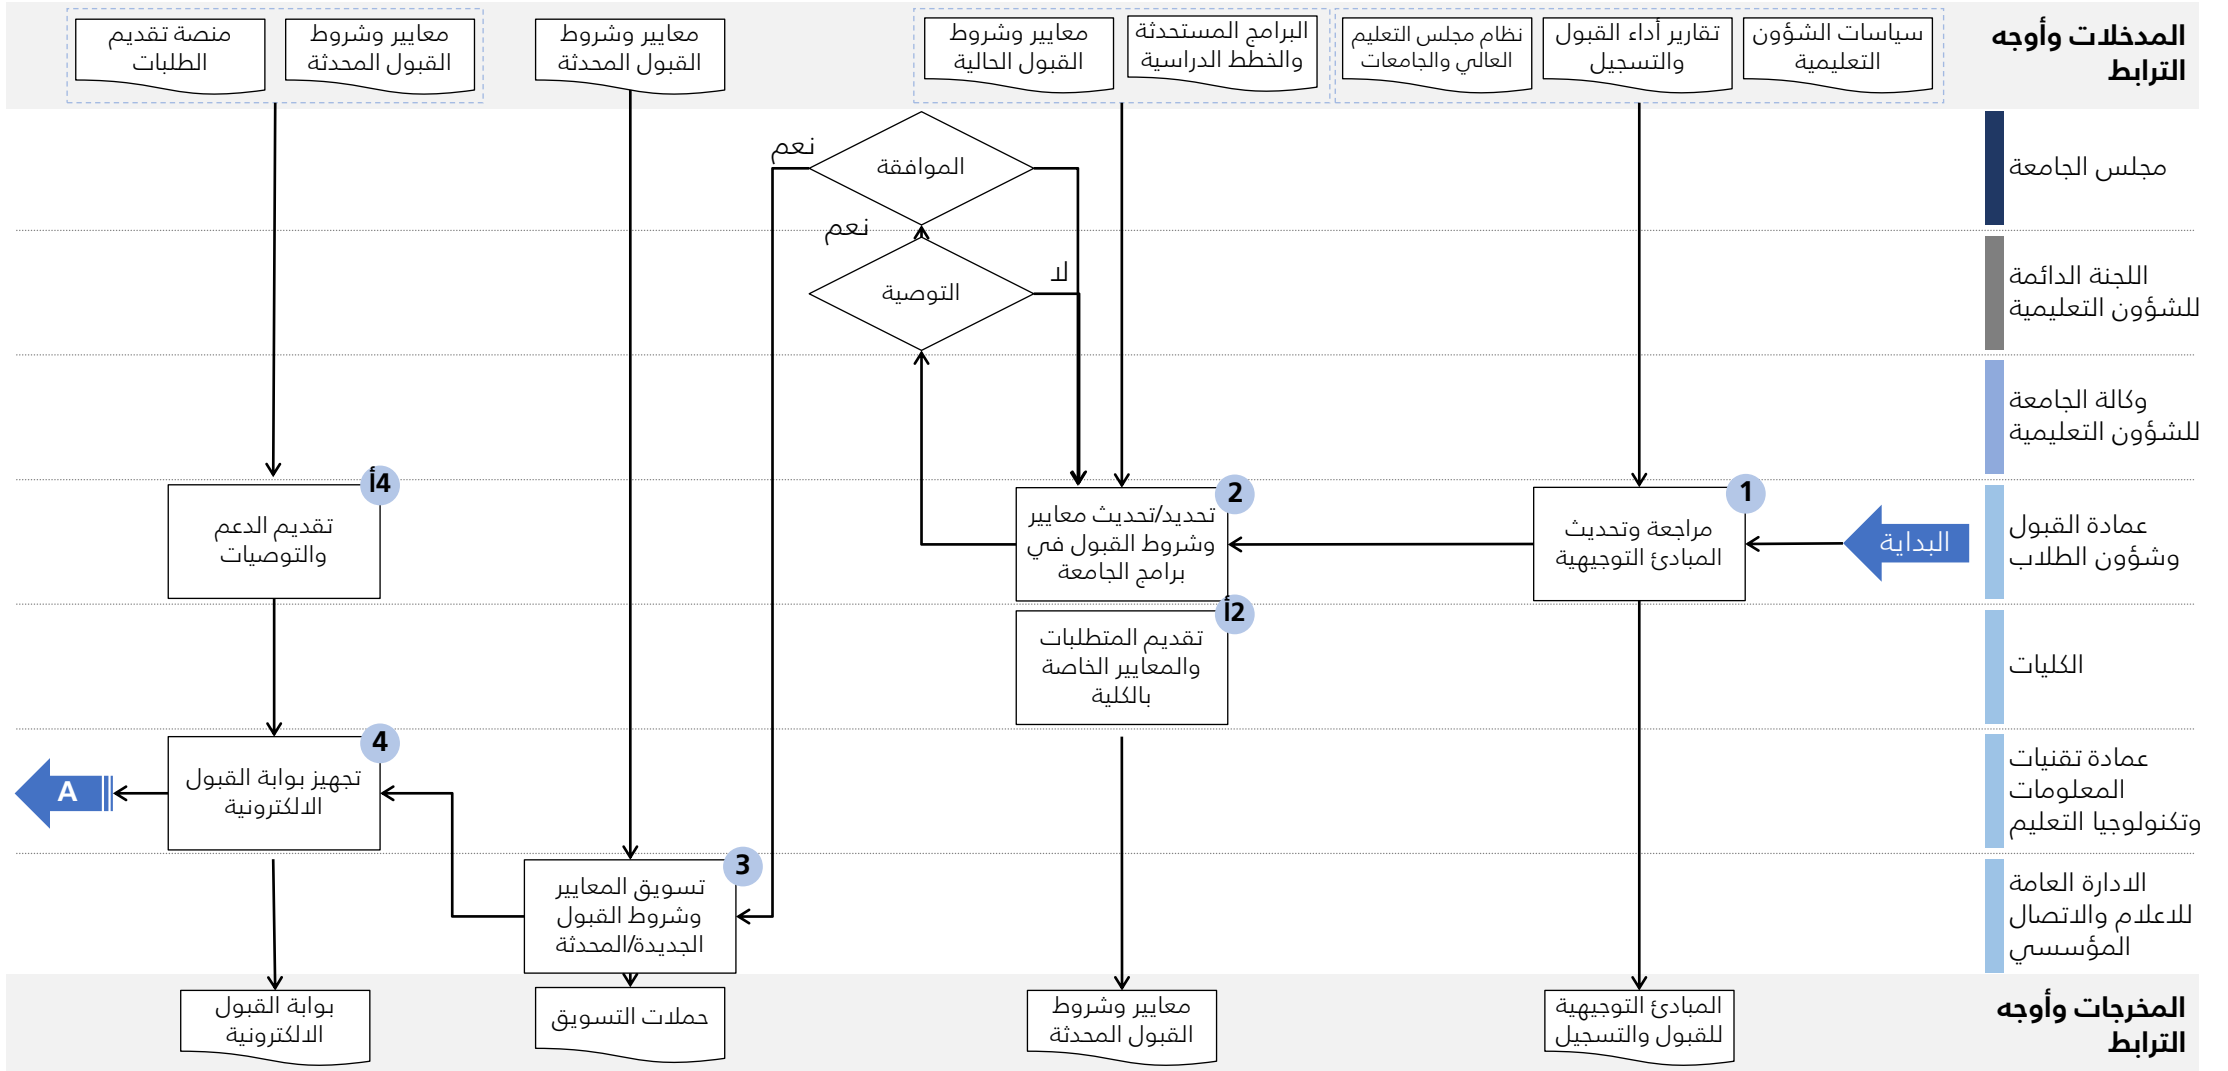 المدخلات وأوجه
الترابط
سياسات الشؤون
التعليمية
تقارير أداء القبول
والتسجيل
نظام مجلس التعليم
العالي والجامعات
البرامج المستحدثة
والخطط الدراسية
معايير وشروط
القبول الحالية
معايير وشروط
القبول المحدثة
معايير وشروط
القبول المحدثة
منصة تقديم
الطلبات
مجلس الجامعة
الموافقة
نعم
اللجنة الدائمة
للشؤون التعليمية
نعم
التوصية
لا
وكالة الجامعة
للشؤون التعليمية
عمادة القبول
وشؤون الطلاب
البداية
1
مراجعة وتحديث
المبادئ التوجيهية
2
تحديد/تحديث معايير
وشروط القبول في
برامج الجامعة
4أ
تقديم الدعم
والتوصيات
الكليات
2أ
تقديم المتطلبات
والمعايير الخاصة
بالكلية
عمادة تقنيات
المعلومات
وتكنولوجيا التعليم
4
تجهيز بوابة القبول
الالكترونية
A
الادارة العامة
للاعلام والاتصال
المؤسسي
3
تسويق المعايير
وشروط القبول
الجديدة/المحدثة
المخرجات وأوجه
الترابط
المبادئ التوجيهية
للقبول والتسجيل
معايير وشروط
القبول المحدثة
حملات التسويق
بوابة القبول
الالكترونية